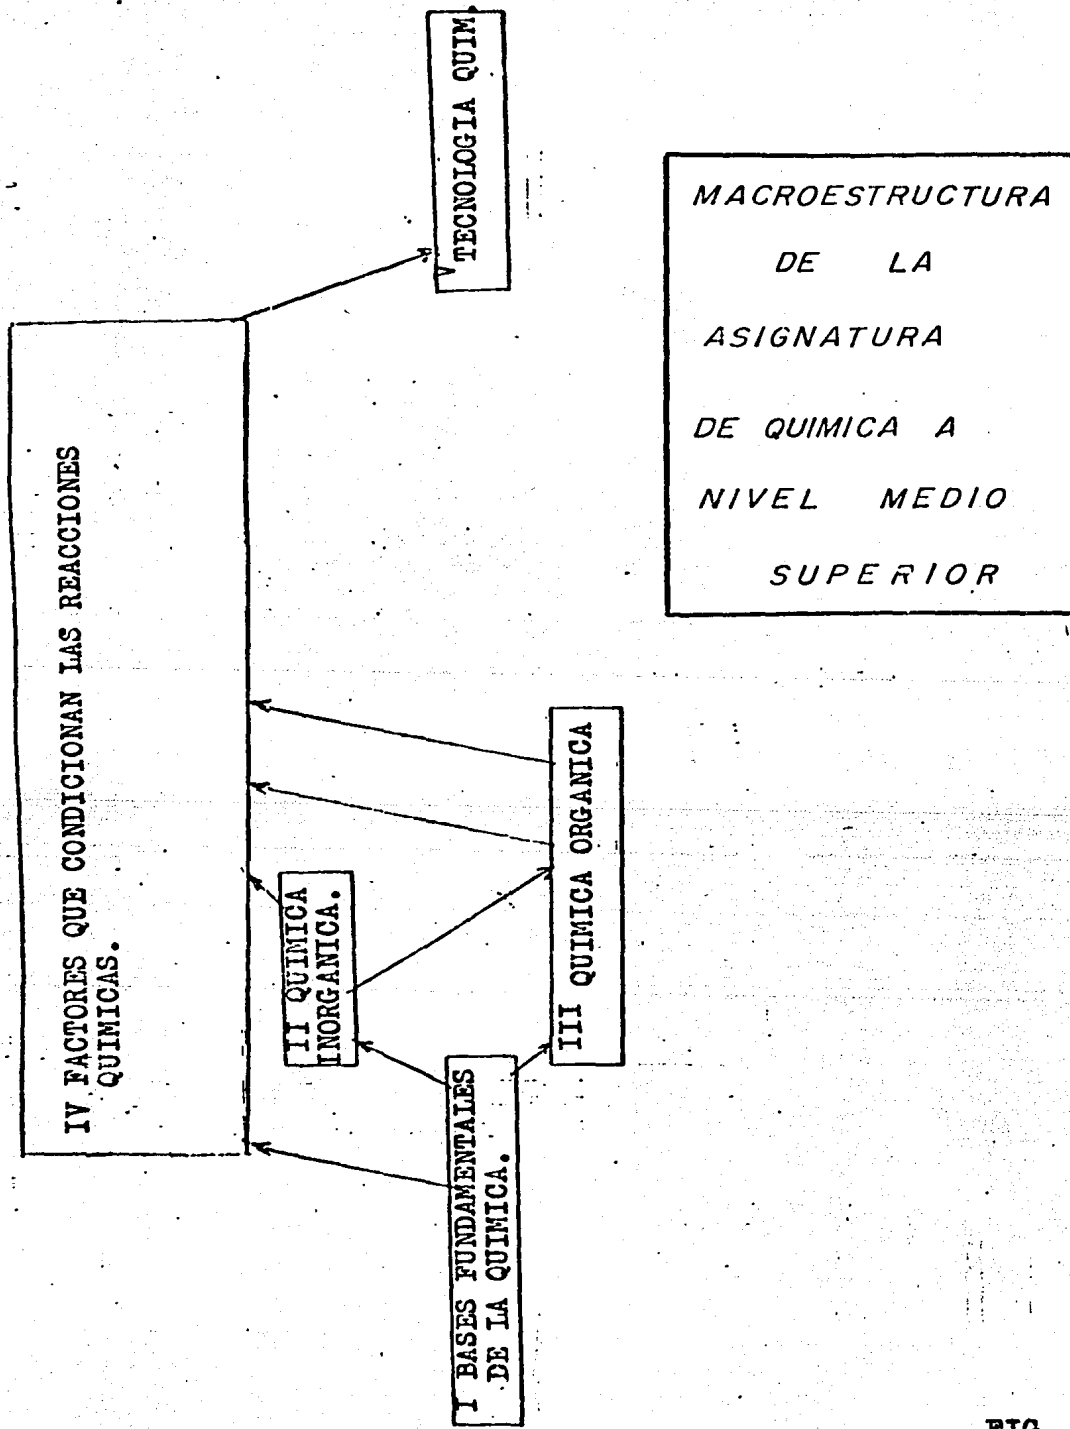 MACROESTRUCTURA
DE LA
ASIGNATURA
DE QUIMICA A
NIVEL MEDIO
SUPERIOR
IV FACTORES QUE CONDICIONAN LAS REACCIONES
QUIMICAS.
V TECNOLOGIA QUIM.
II QUIMICA
INORGANICA.
III QUIMICA ORGANICA
I BASES FUNDAMENTALES
DE LA QUIMICA.